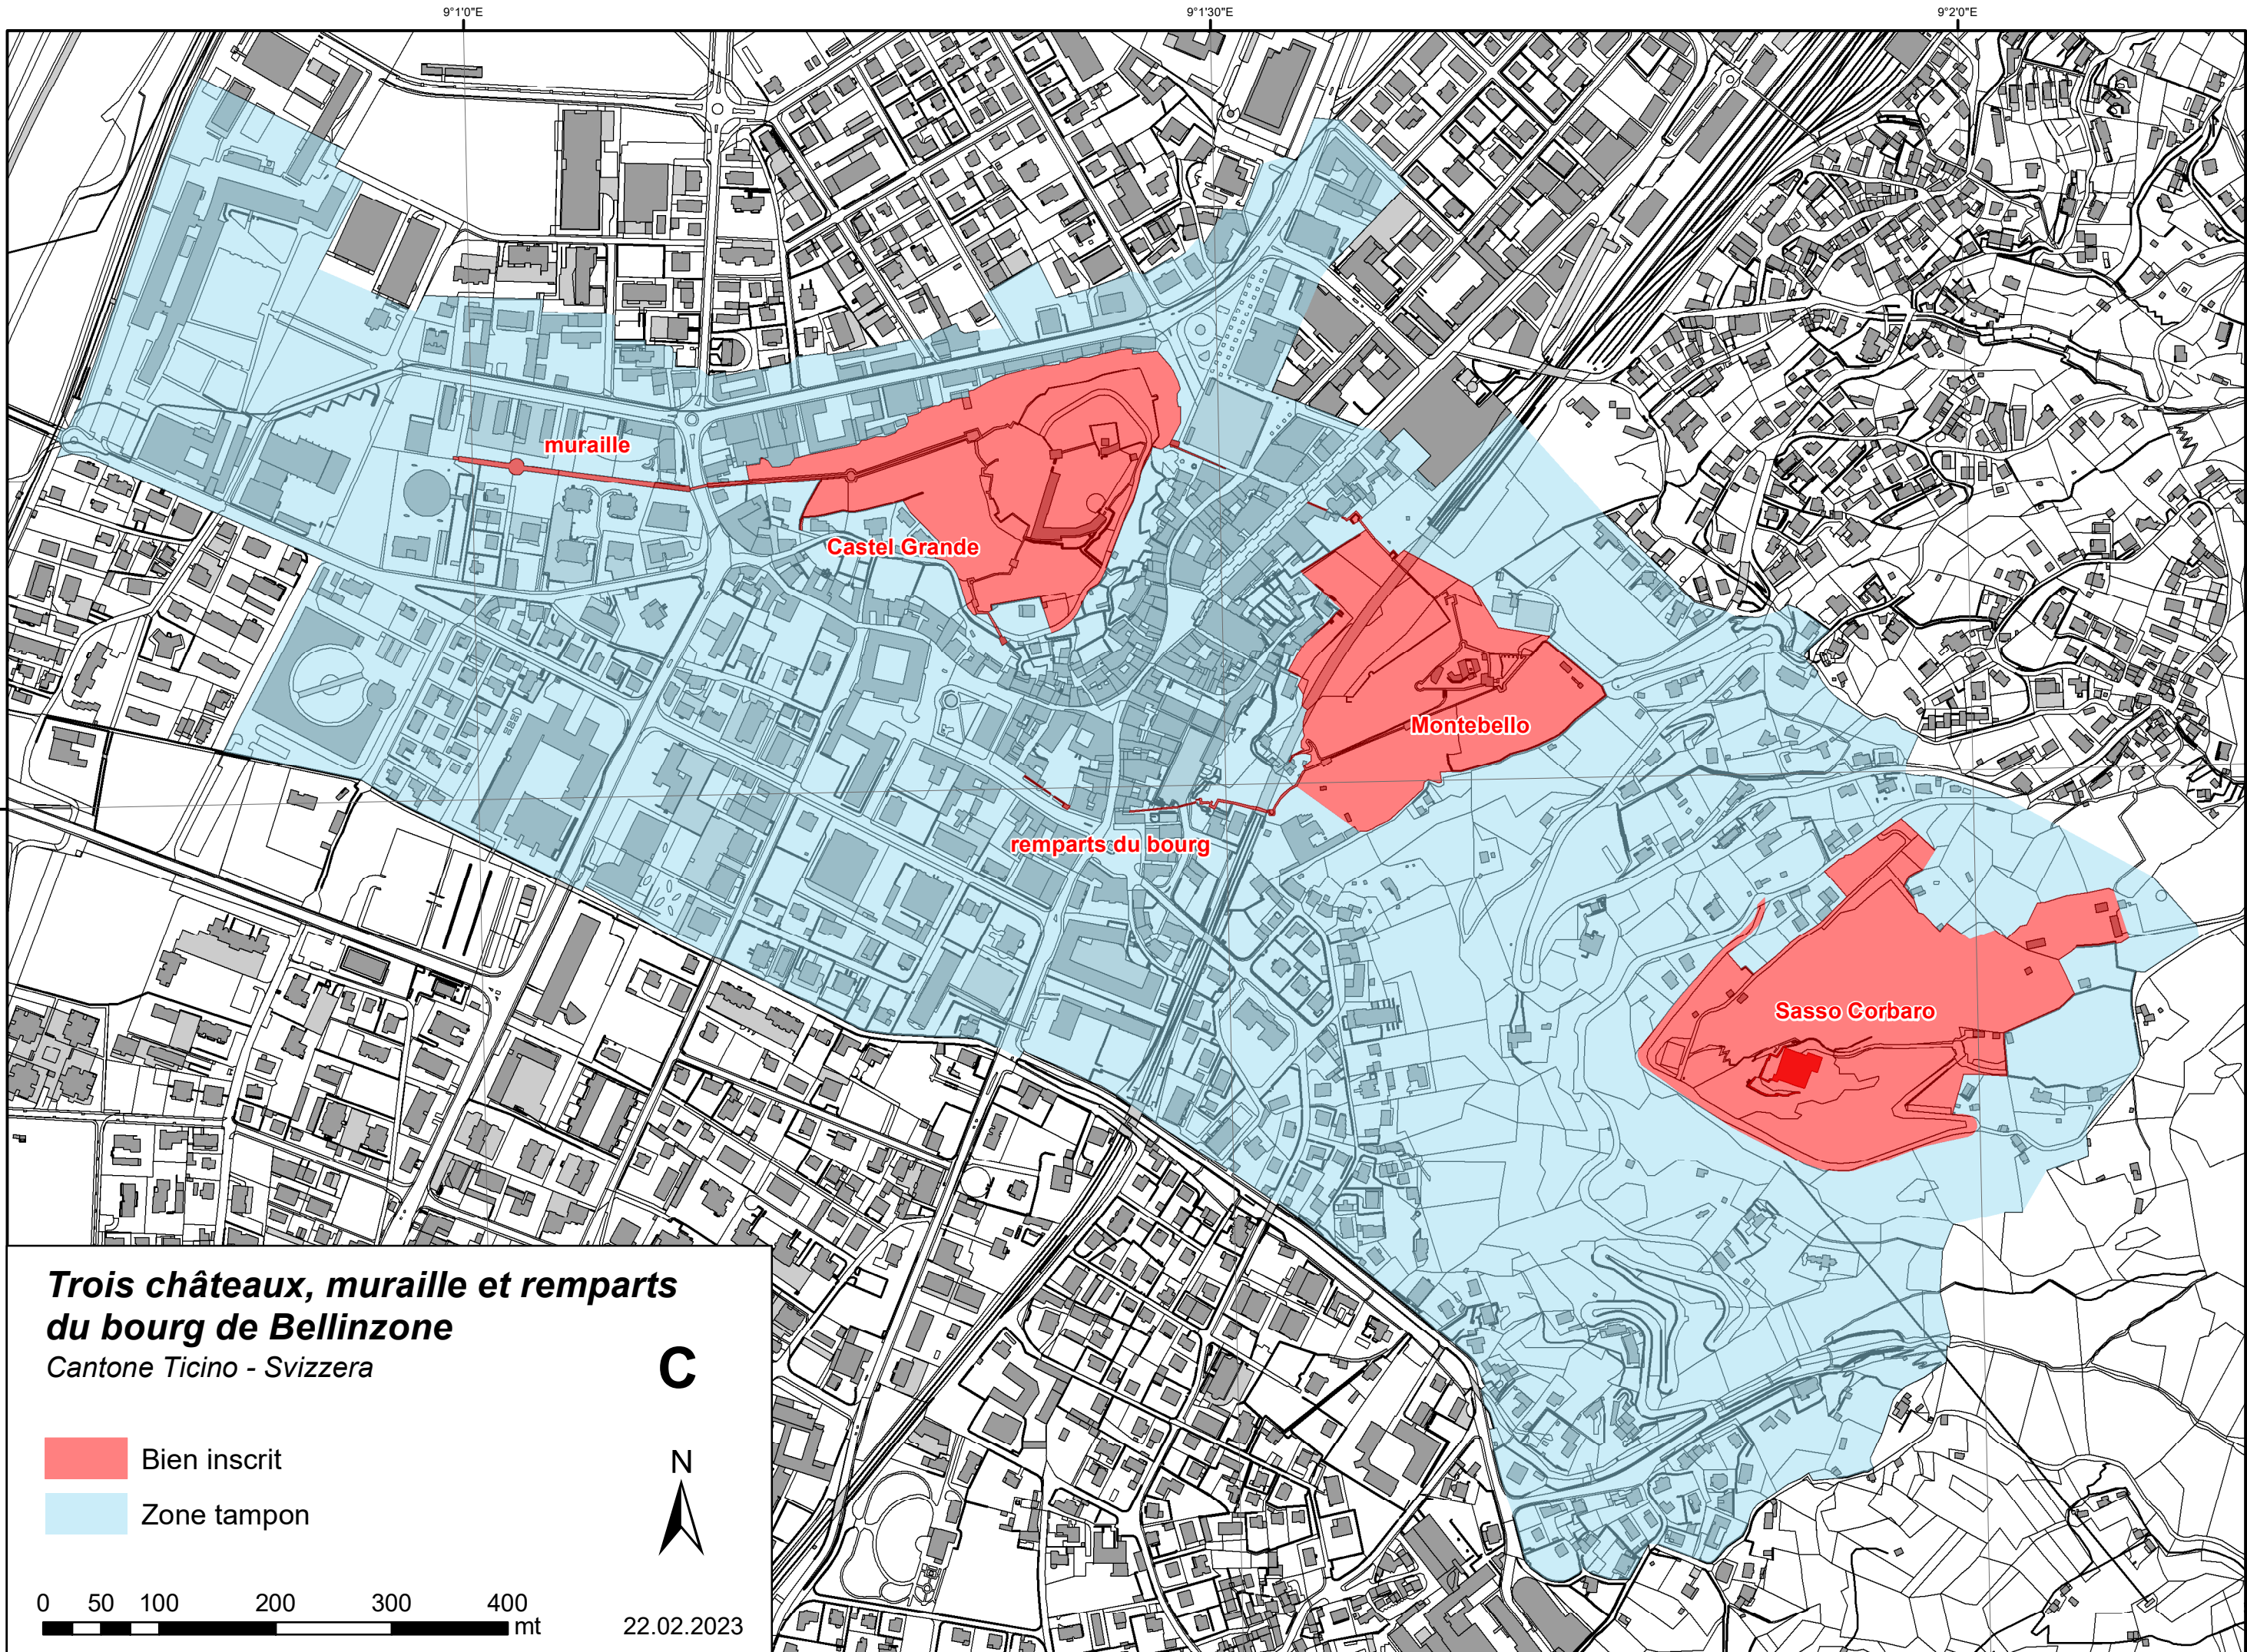 9°1'0"E
9°1'30"E
9°2'0"E
muraille
Castel Grande
Montebello
remparts du bourg
Sasso Corbaro
Trois châteaux, muraille et remparts
du bourg de Bellinzone
Cantone Ticino - Svizzera
C
N
Bien inscrit
Zone tampon
0 50 100 200 300 400
mt
22.02.2023